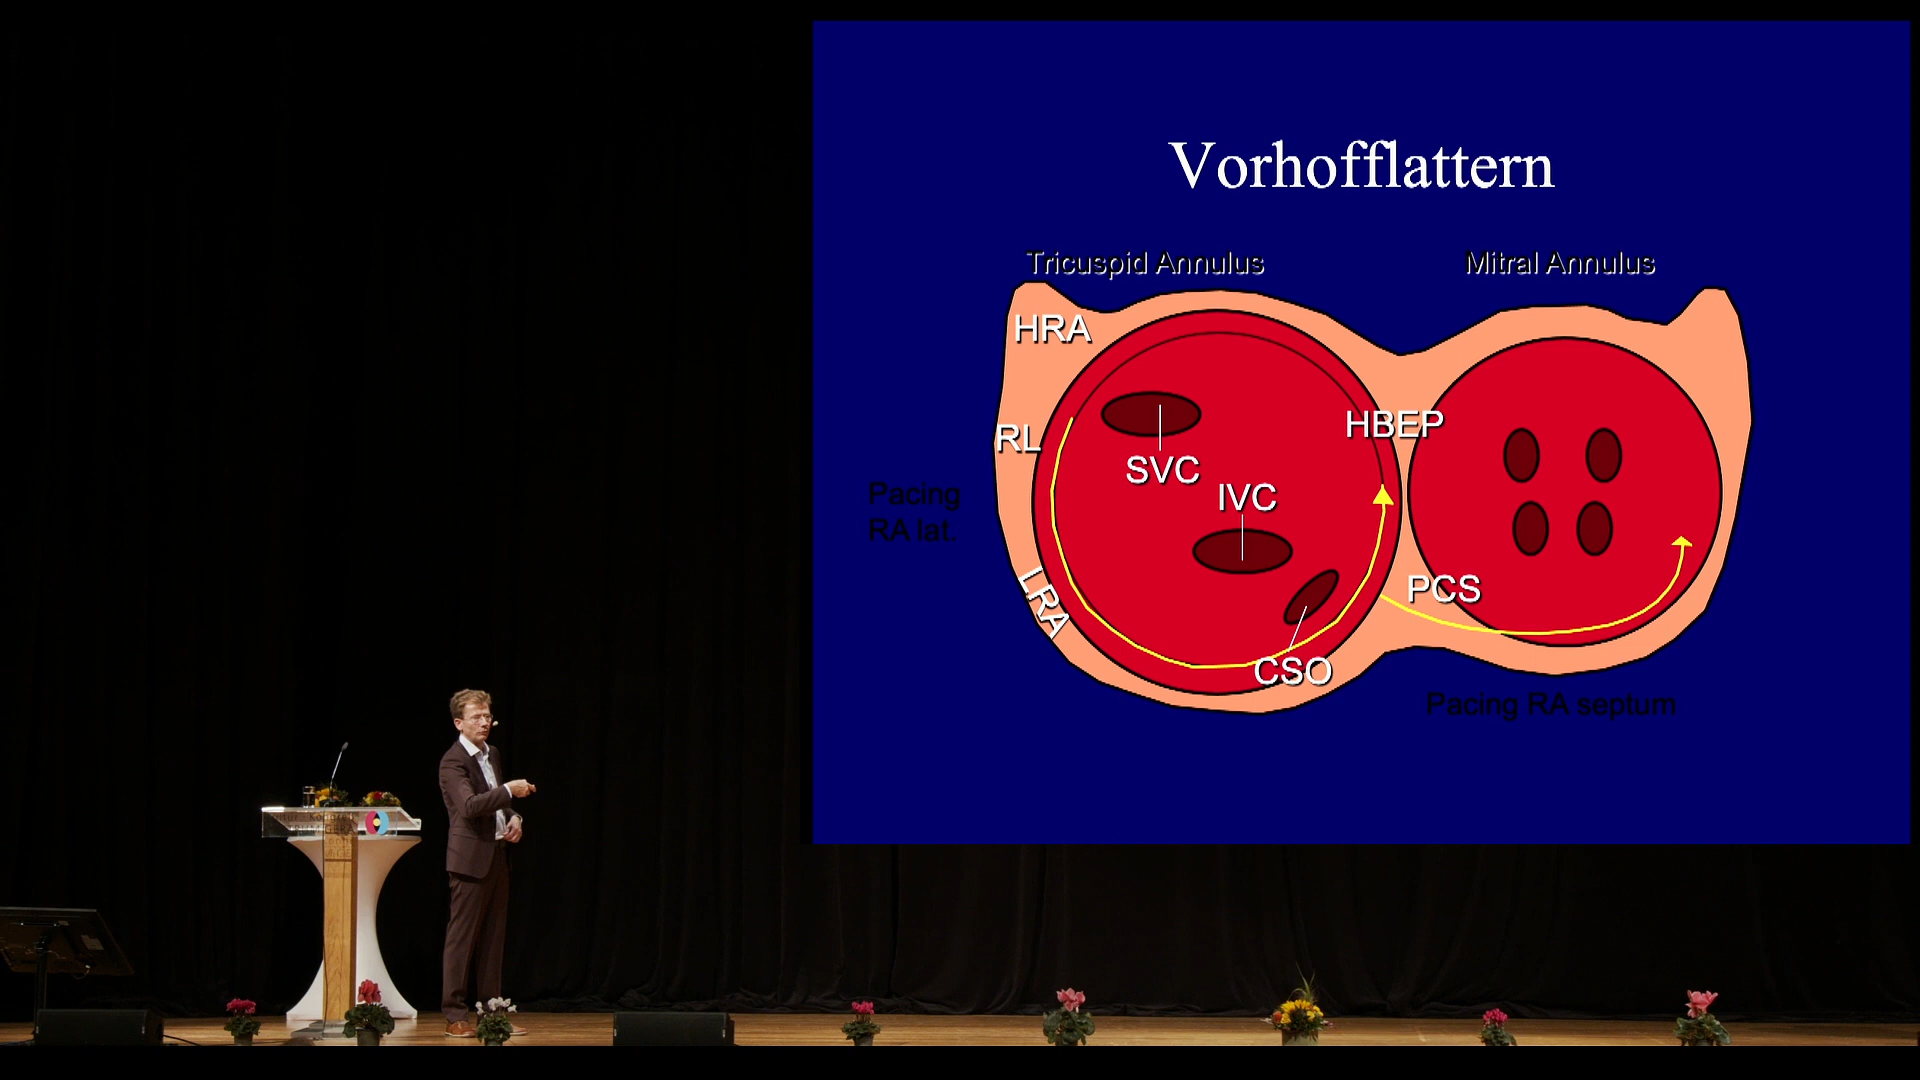 Vorhofflattern
Tricuspid Annulus
Mitral Annulus
HRA
RL
HBEP
SVC
IVC
Pacing
RA lat.
LRA
PCS
CSO
Pacing RA septum